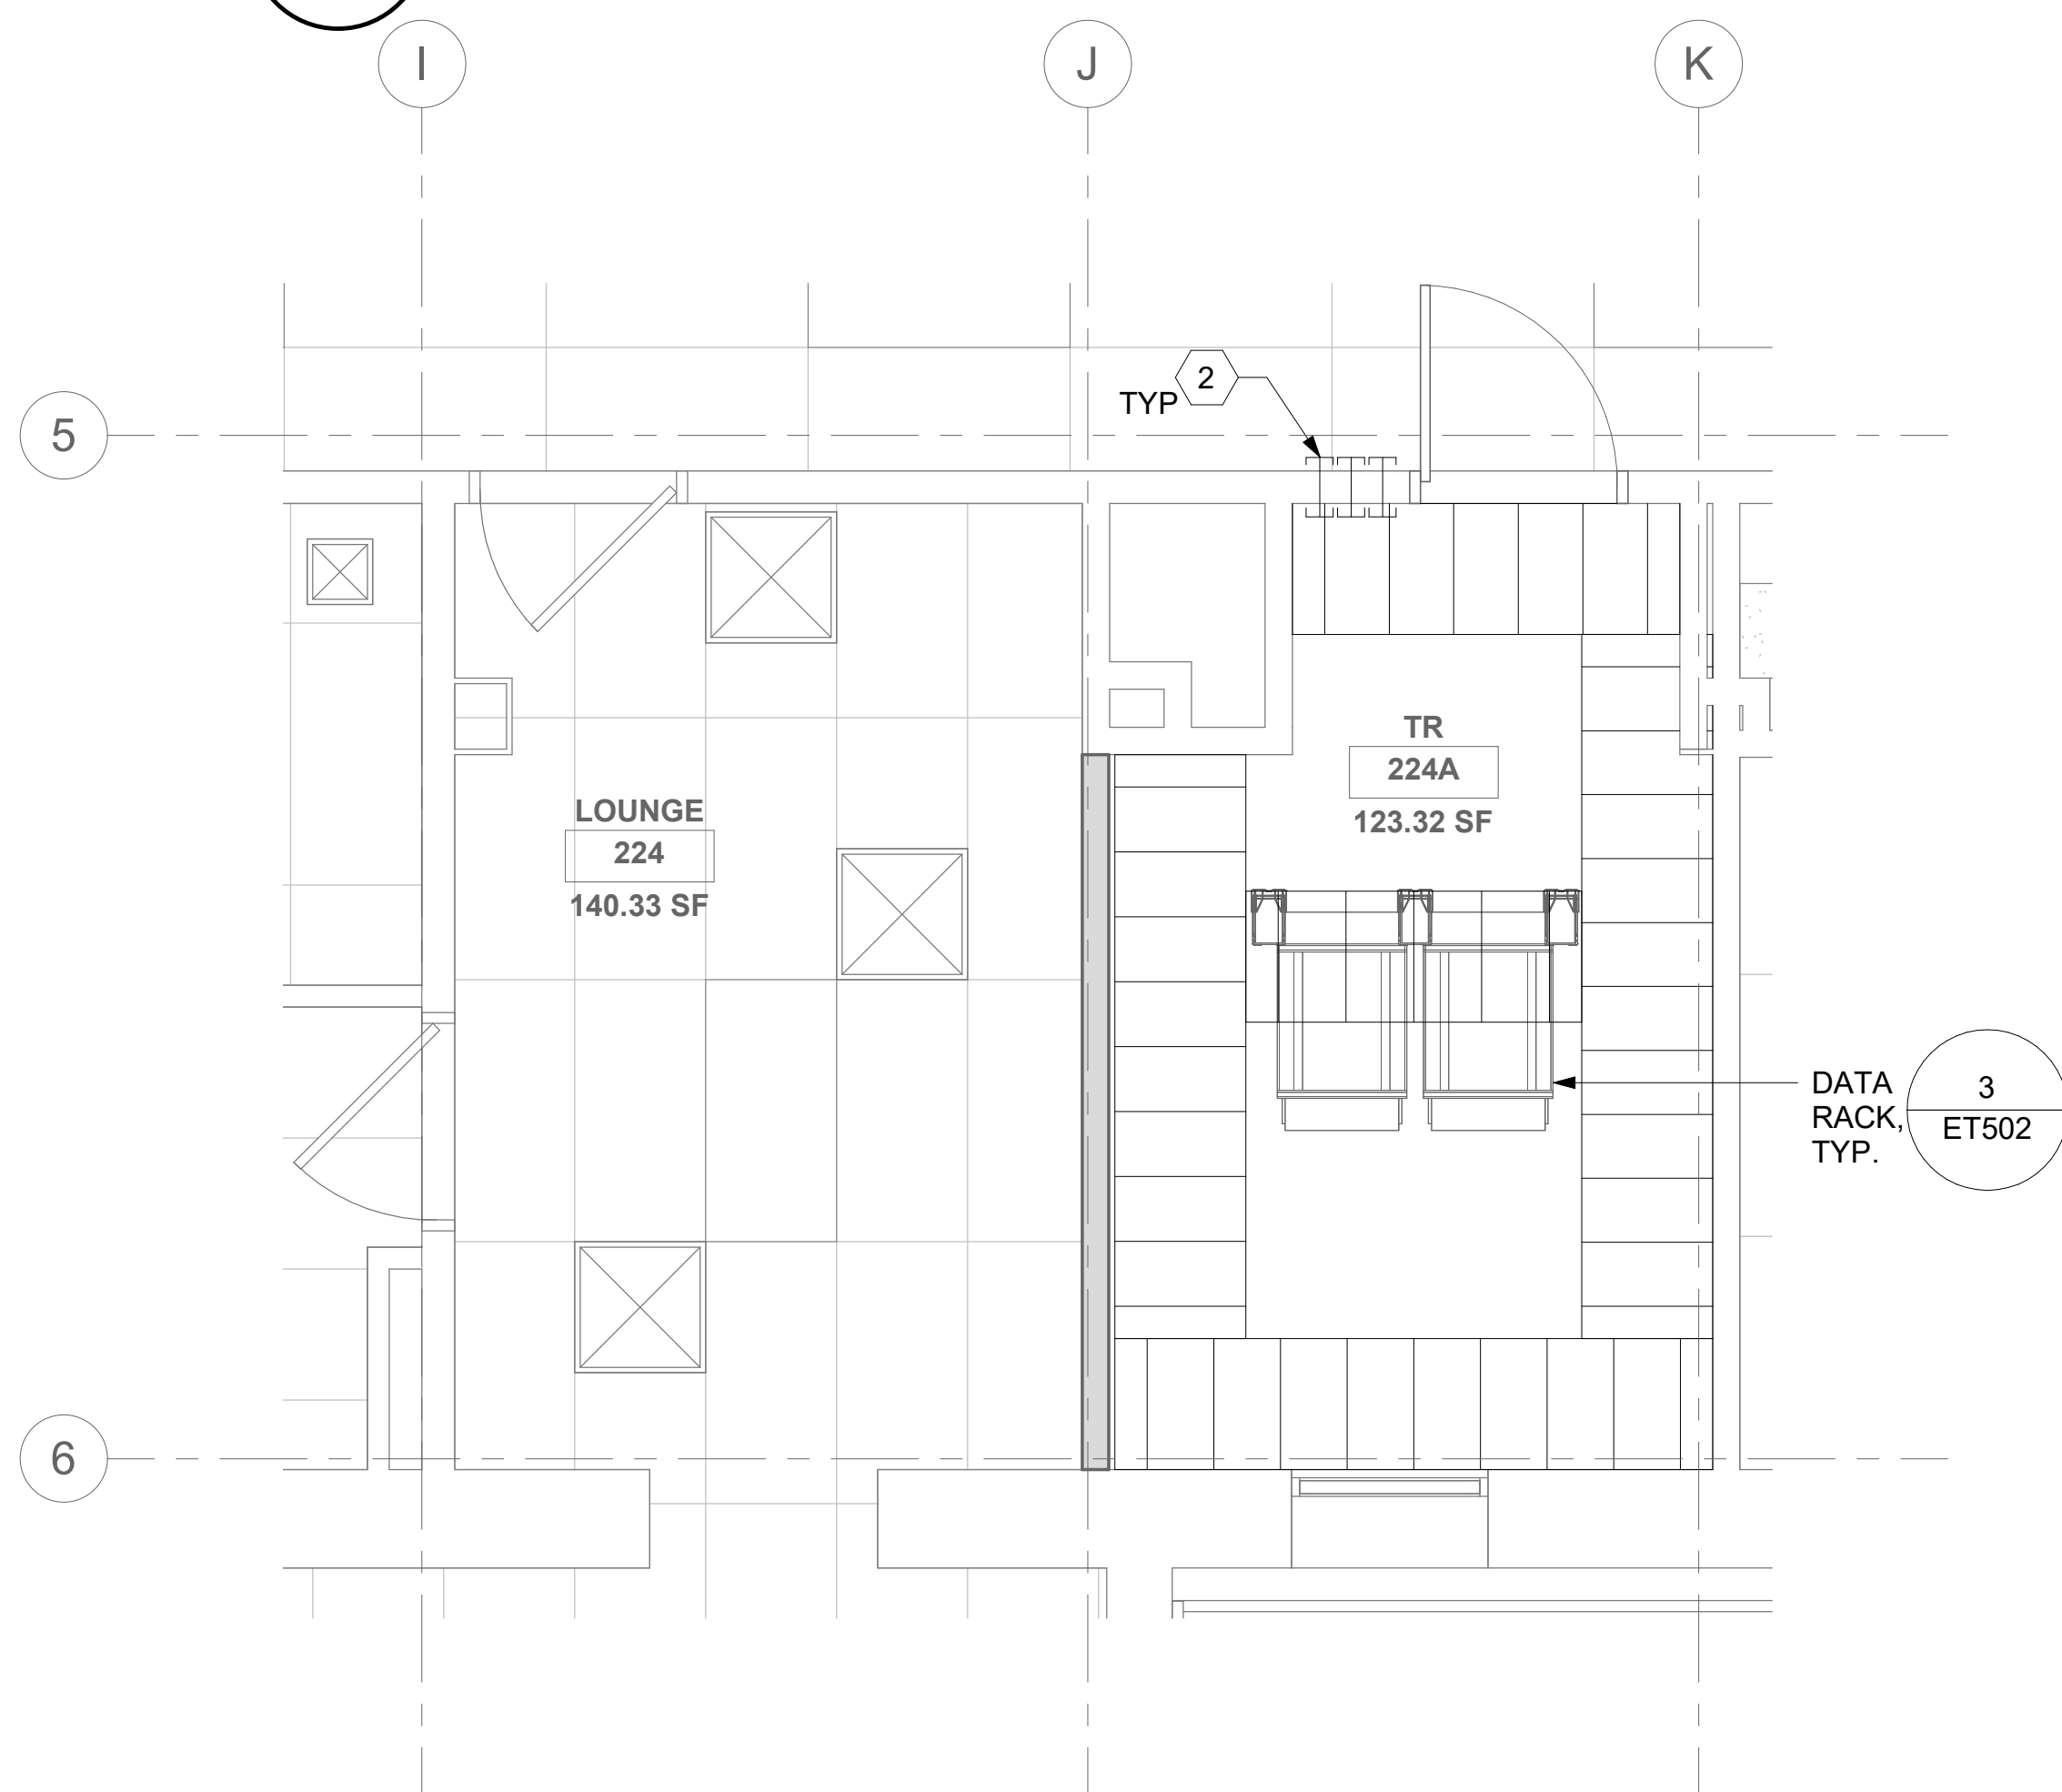 I
J
K
2
TYP
5
TR
224A
123.32 SF
LOUNGE
224
140.33 SF
DATA
RACK,
TYP.
3
ET502
6